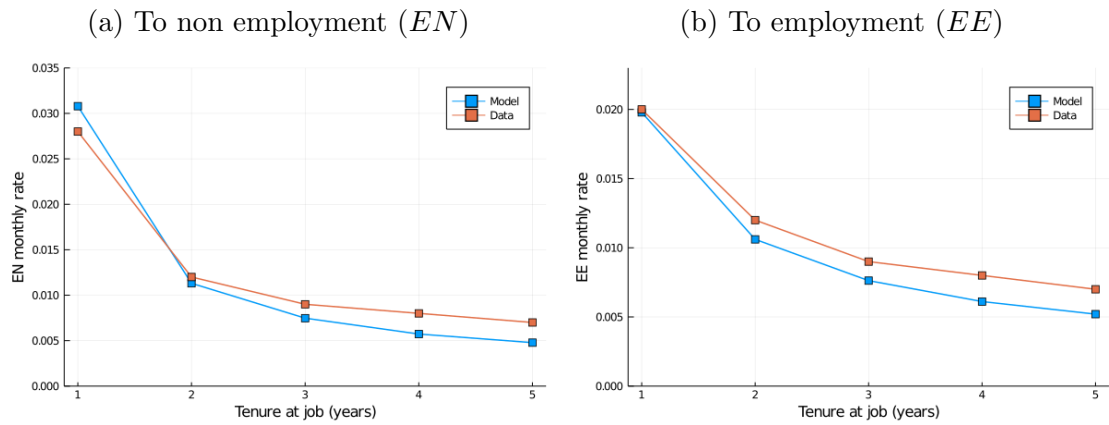 (a) To non employment (EN)
EN monthly rate
0.035
0.030
0.025
0.020
0.015
0.010
0.005
0.000
Model
Data
1 2 3 4 5
Tenure at job (years)
(b) To employment (EE)
EE monthly rate
0.020
0.015
0.010
0.005
0.000
Model
Data
1 2 3 4 5
Tenure at job (years)